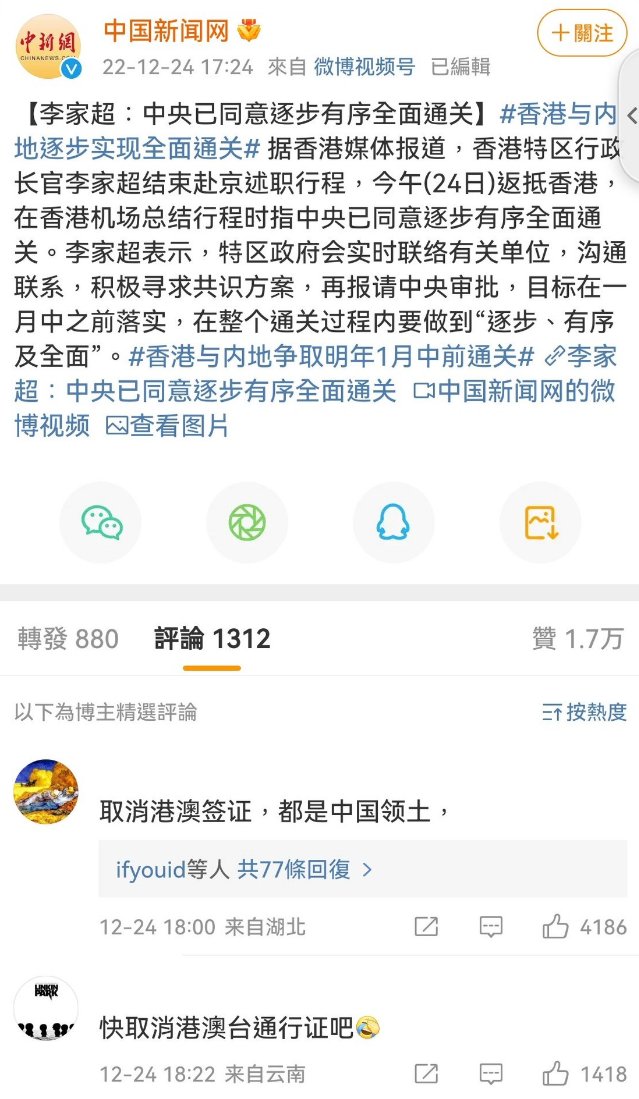 中新網
CHINANEWS.COM
中国新闻网
22-12-24 17:24 來自 微博视频号 已編輯
＋關注
【李家超：中央已同意逐步有序全面通关】#香港与内
地逐步实现全面通关# 据香港媒体报道，香港特区行政
长官李家超结束赴京述职行程，今午(24日)返抵香港，
在香港机场总结行程时指中央已同意逐步有序全面通
关。李家超表示，特区政府会实时联络有关单位，沟通
联系，积极寻求共识方案，再报请中央审批，目标在一
月中之前落实，在整个通关过程内要做到“逐步、有序
及全面”。#香港与内地争取明年1月中前通关# 李家
超：中央已同意逐步有序全面通关 中国新闻网的微
博视频 查看图片
轉發 880 評論 1312 贊 1.7万
以下為博主精選評論 按熱度
取消港澳签证，都是中国领土，
ifyouid等人 共77條回復 >
12-24 18:00 来自湖北 4186
LINKIN
PARK
快取消港澳台通行证吧
12-24 18:22 来自云南 1418